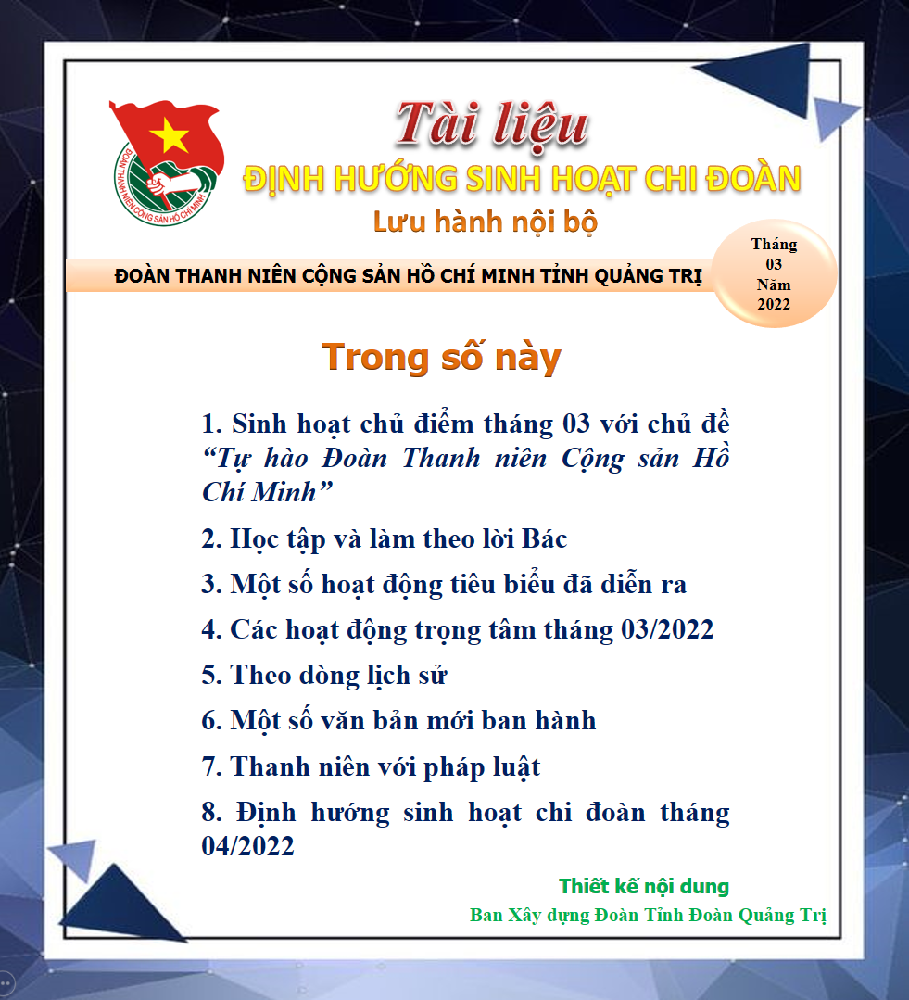 Tài liệu
ĐỊNH HƯỚNG SINH HOẠT CHI ĐOÀN
Lưu hành nội bộ
ĐOÀN THANH NIÊN CỘNG SẢN HỒ CHÍ MINH
ĐOÀN THANH NIÊN CỘNG SẢN HỒ CHÍ MINH TỈNH QUẢNG TRỊ
Tháng
03
Năm
2022
Trong số này
1. Sinh hoạt chủ điểm tháng 03 với chủ đề
“Tự hào Đoàn Thanh niên Cộng sản Hồ
Chí Minh”
2. Học tập và làm theo lời Bác
3. Một số hoạt động tiêu biểu đã diễn ra
4. Các hoạt động trọng tâm tháng 03/2022
5. Theo dòng lịch sử
6. Một số văn bản mới ban hành
7. Thanh niên với pháp luật
8. Định hướng sinh hoạt chi đoàn tháng
04/2022
Thiết kế nội dung
Ban Xây dựng Đoàn Tỉnh Đoàn Quảng Trị